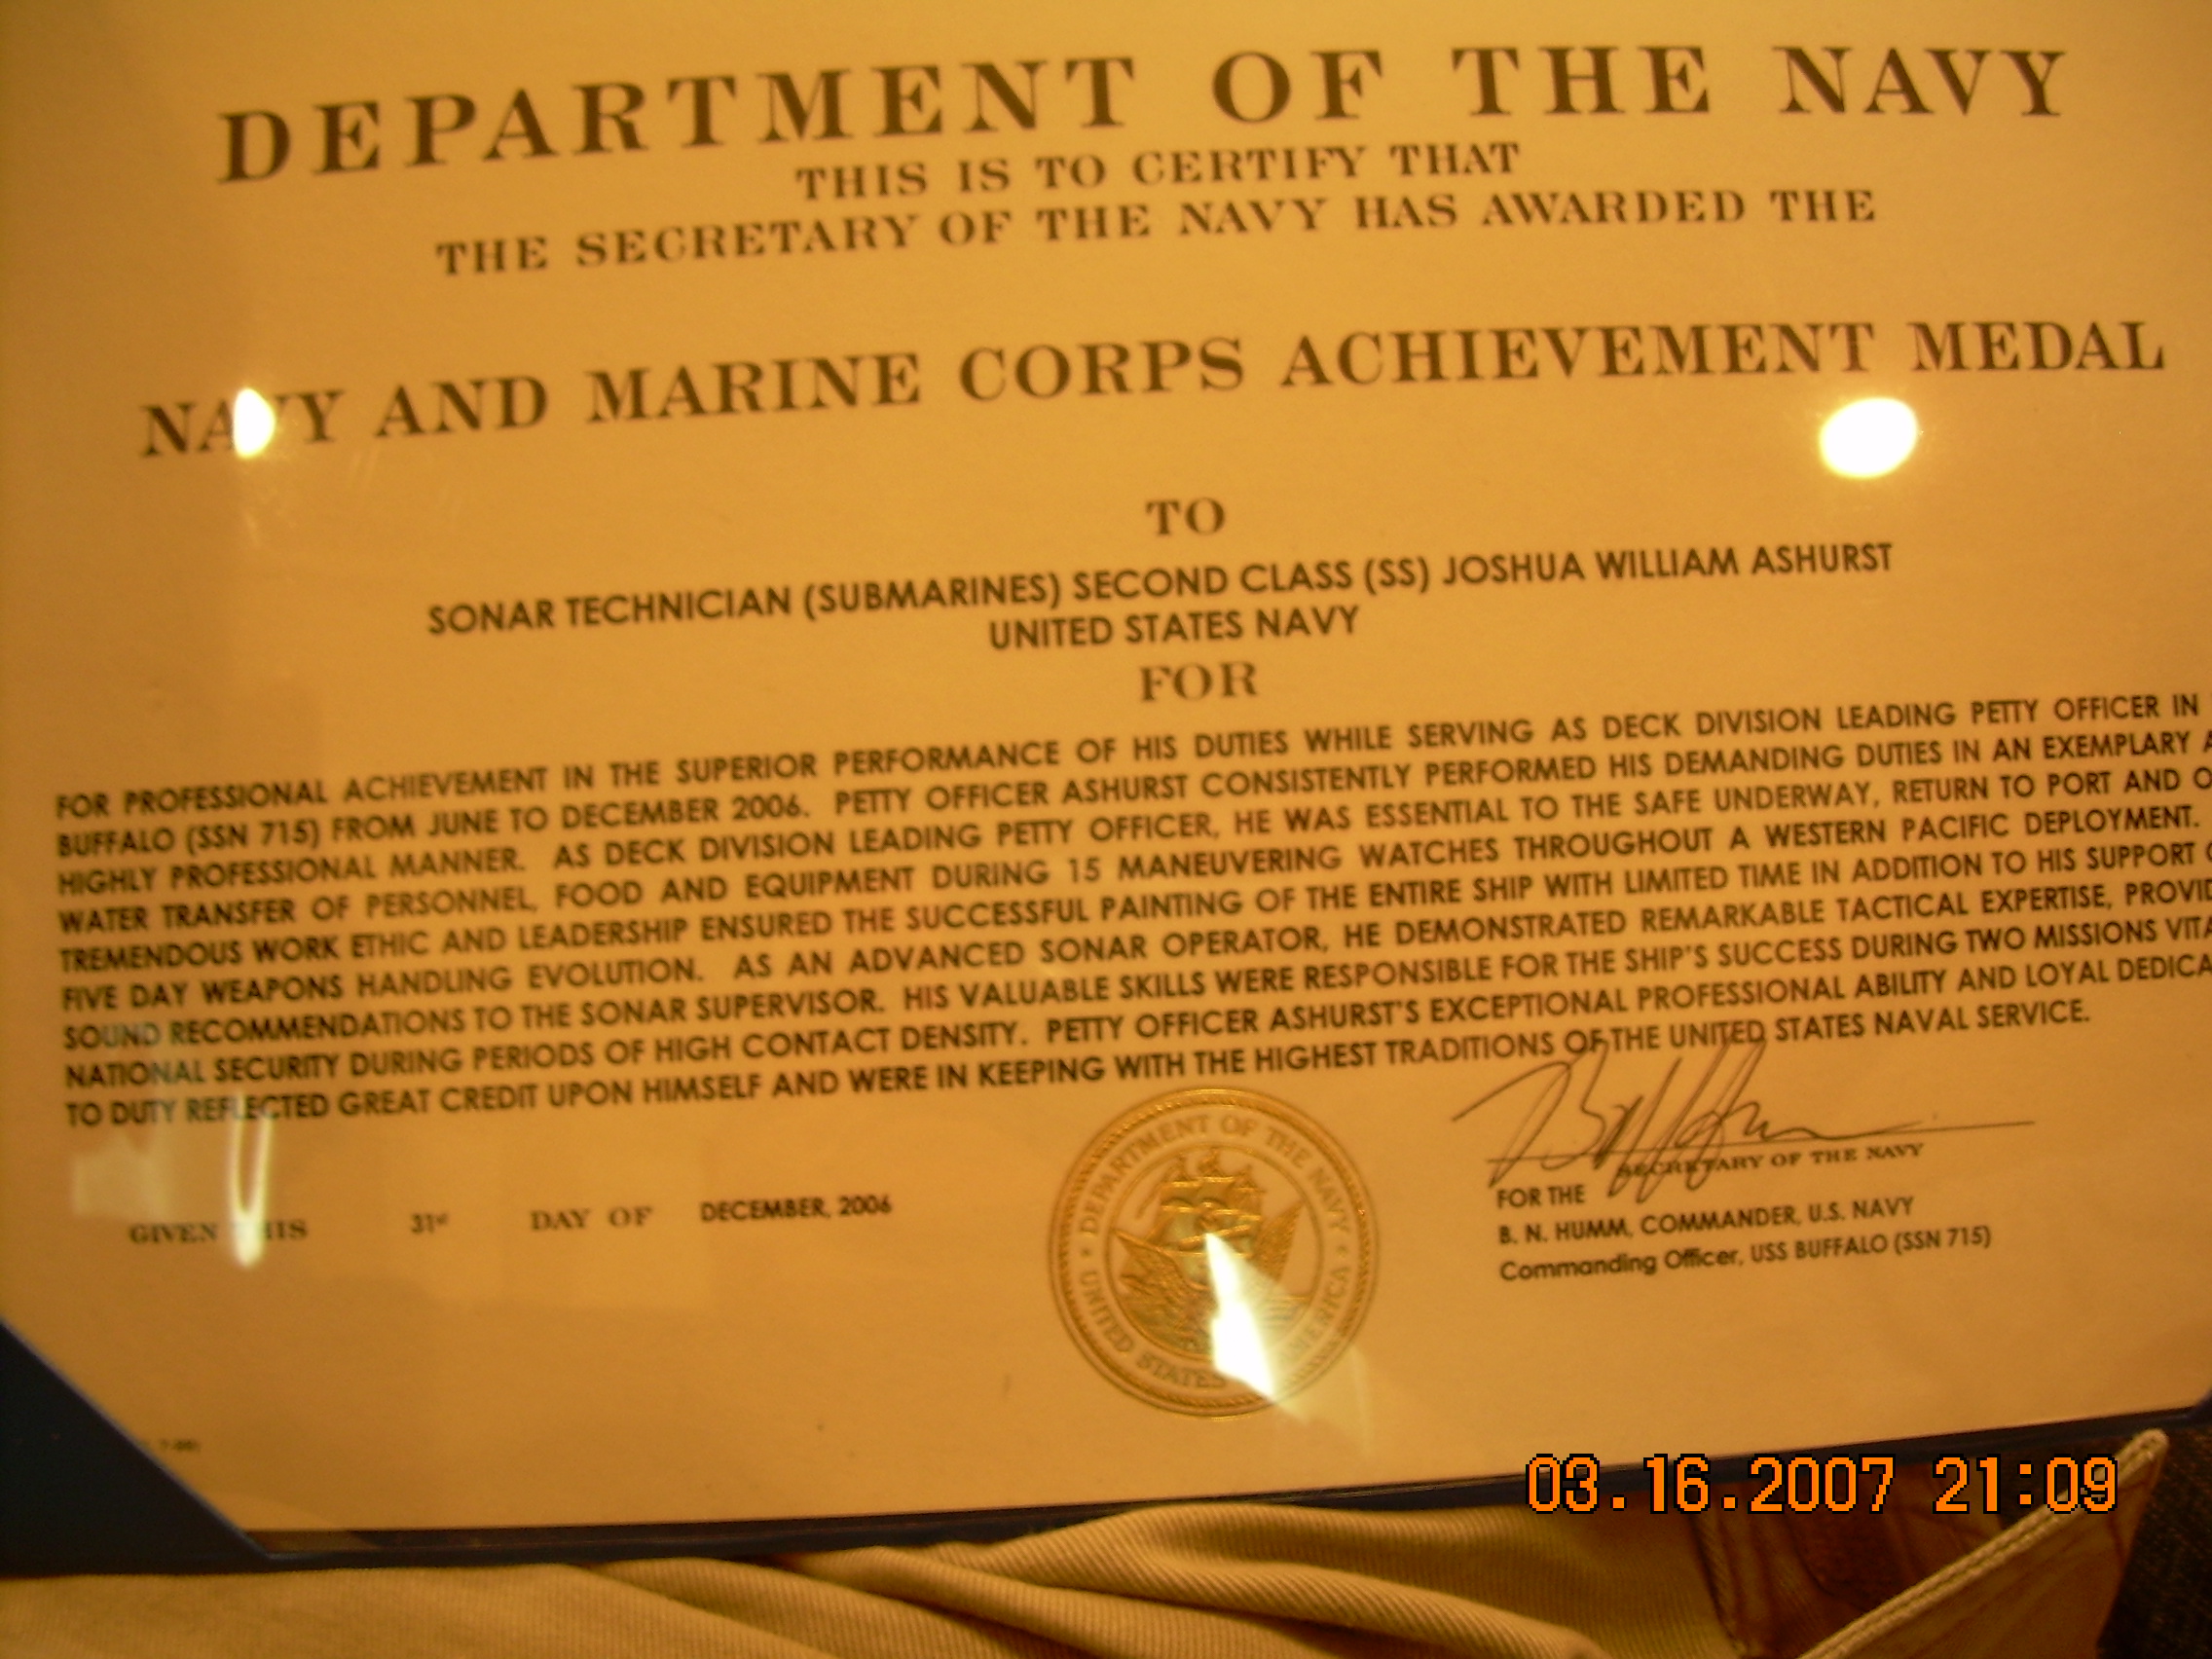 DEPARTMENT OF THE NAVY
THIS IS TO CERTIFY THAT
THE SECRETARY OF THE NAVY HAS AWARDED THE
NAVY AND MARINE CORPS ACHIEVEMENT MEDAL
TO
SONAR TECHNICIAN (SUBMARINES) SECOND CLASS (SS) JOSHUA WILLIAM ASHURST
UNITED STATES NAVY
FOR
FOR PROFESSIONAL ACHIEVEMENT IN THE SUPERIOR PERFORMANCE OF HIS DUTIES WHILE SERVING AS DECK DIVISION LEADING PETTY OFFICER IN
BUFFALO (SSN 715) FROM JUNE TO DECEMBER 2006. PETTY OFFICER ASHURST CONSISTENTLY PERFORMED HIS DEMANDING DUTIES IN AN EXEMPLARY
HIGHLY PROFESSIONAL MANNER. AS DECK DIVISION LEADING PETTY OFFICER, HE WAS ESSENTIAL TO THE SAFE UNDERWAY, RETURN TO PORT AND
WATER TRANSFER OF PERSONNEL, FOOD AND EQUIPMENT DURING 15 MANEUVERING WATCHES THROUGHOUT A WESTERN PACIFIC DEPLOYMENT.
TREMENDOUS WORK ETHIC AND LEADERSHIP ENSURED THE SUCCESSFUL PAINTING OF THE ENTIRE SHIP WITH LIMITED TIME IN ADDITION TO HIS SUPPORT
FIVE DAY WEAPONS HANDLING EVOLUTION. AS AN ADVANCED SONAR OPERATOR, HE DEMONSTRATED REMARKABLE TACTICAL EXPERTISE, PROVID
SOUND RECOMMENDATIONS TO THE SONAR SUPERVISOR. HIS VALUABLE SKILLS WERE RESPONSIBLE FOR THE SHIP'S SUCCESS DURING TWO MISSIONS VITA
NATIONAL SECURITY DURING PERIODS OF HIGH CONTACT DENSITY. PETTY OFFICER ASHURST'S EXCEPTIONAL PROFESSIONAL ABILITY AND LOYAL DEDICA
TO DUTY REFLECTED GREAT CREDIT UPON HIMSELF AND WERE IN KEEPING WITH THE HIGHEST TRADITIONS OF THE UNITED STATES NAVAL SERVICE.
GIVEN THIS 31st DAY OF DECEMBER, 2006
DEPARTMENT OF THE NAVY
UNITED STATES AMERICA
SECRETARY OF THE NAVY
FOR THE
B. N. HUMM, COMMANDER, U.S. NAVY
Commanding Officer, USS BUFFALO (SSN 715)
03.16.2007 21:09